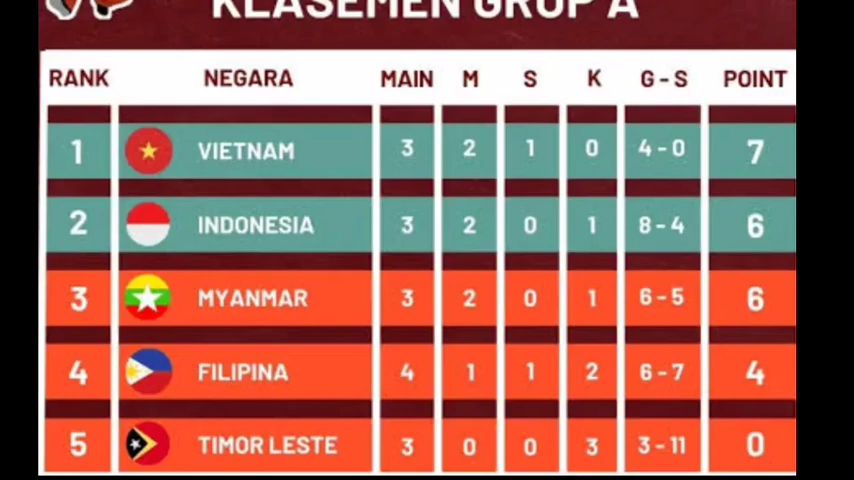 KLASEMEN GRUP A
RANK NEGARA MAIN M S K G - S POINT
1 VIETNAM 3 2 1 0 4 - 0 7
2 INDONESIA 3 2 0 1 8 - 4 6
3 MYANMAR 3 2 0 1 6 - 5 6
4 FILIPINA 4 1 1 2 6 - 7 4
5 TIMOR LESTE 3 0 0 3 3 - 11 0